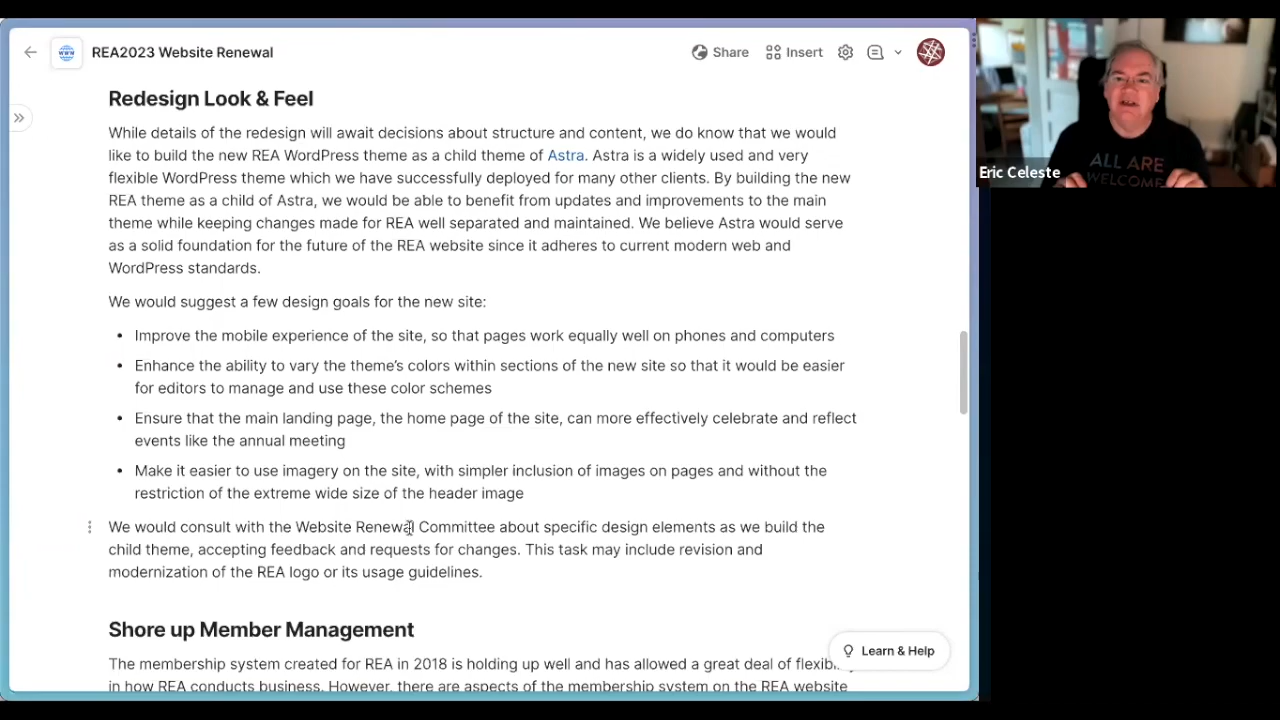 REA2023 Website Renewal
Share
Insert
Redesign Look & Feel
While details of the redesign will await decisions about structure and content, we do know that we would
like to build the new REA WordPress theme as a child theme of Astra. Astra is a widely used and very
flexible WordPress theme which we have successfully deployed for many other clients. By building the new
REA theme as a child of Astra, we would be able to benefit from updates and improvements to the main
theme while keeping changes made for REA well separated and maintained. We believe Astra would serve
as a solid foundation for the future of the REA website since it adheres to current modern web and
WordPress standards.
We would suggest a few design goals for the new site:
• Improve the mobile experience of the site, so that pages work equally well on phones and computers
• Enhance the ability to vary the theme's colors within sections of the new site so that it would be easier
for editors to manage and use these color schemes
• Ensure that the main landing page, the home page of the site, can more effectively celebrate and reflect
events like the annual meeting
• Make it easier to use imagery on the site, with simpler inclusion of images on pages and without the
restriction of the extreme wide size of the header image
We would consult with the Website Renewal Committee about specific design elements as we build the
child theme, accepting feedback and requests for changes. This task may include revision and
modernization of the REA logo or its usage guidelines.
Shore up Member Management
The membership system created for REA in 2018 is holding up well and has allowed a great deal of
in how REA conducts business. However, there are aspects of the membership system on the REA website
Learn & Help
ALL ARE
WELCOME
Eric Celeste